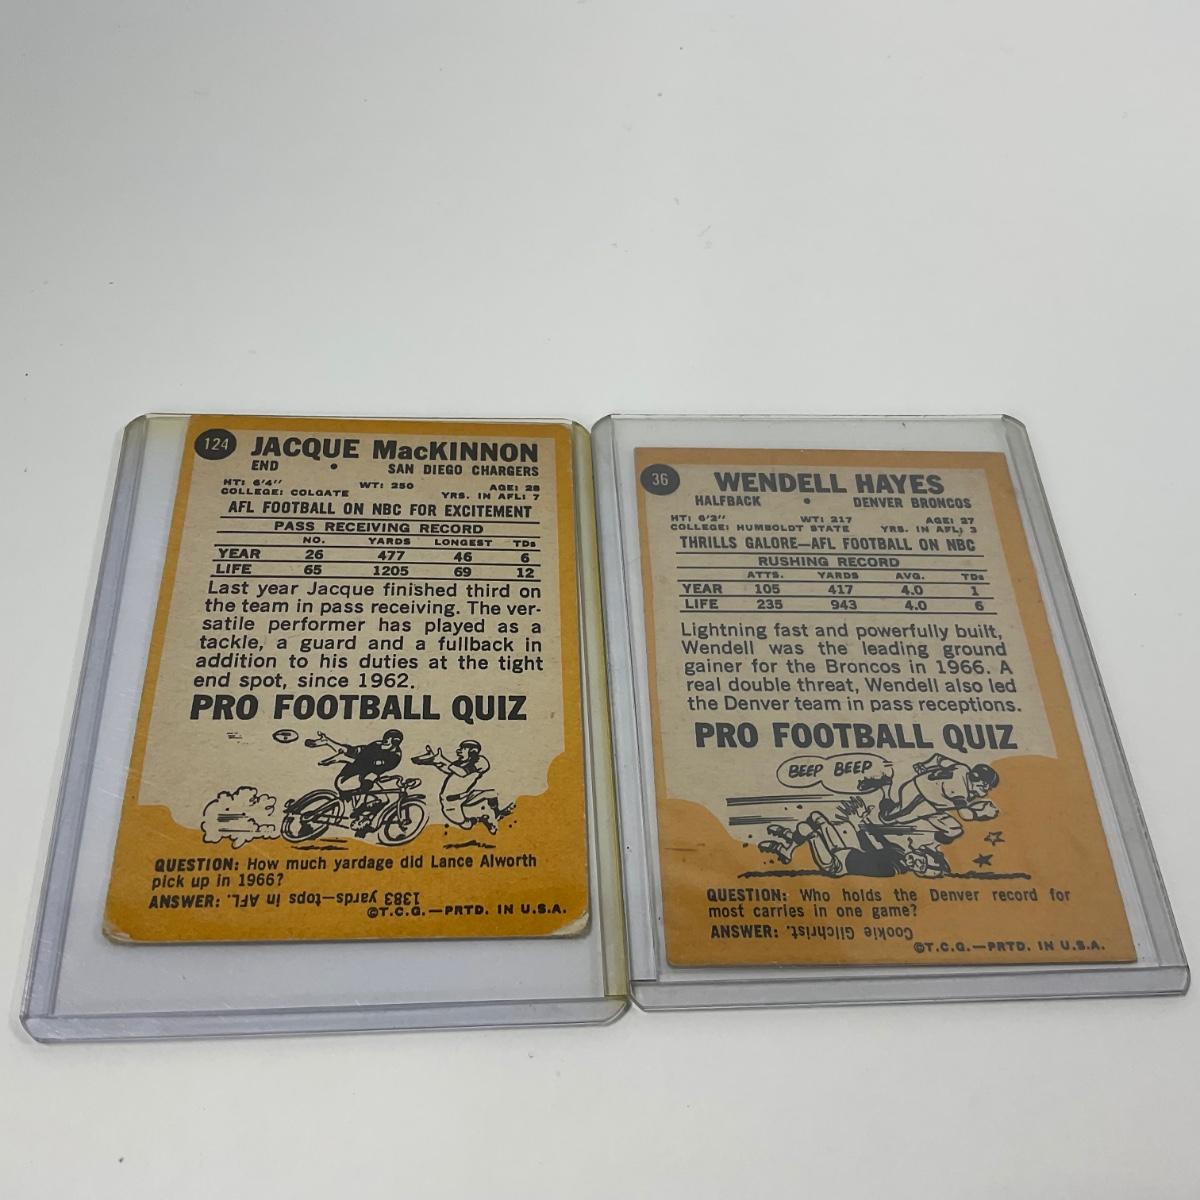 124
JACQUE MacKINNON
END • SAN DIEGO CHARGERS
HT: 6'4" WT: 250 AGE: 28
COLLEGE: COLGATE YRS. IN AFL: 7
AFL FOOTBALL ON NBC FOR EXCITEMENT
PASS RECEIVING RECORD
NO. YARDS LONGEST TDs
YEAR 26 477 46 6
LIFE 65 1205 69 12
Last year Jacque finished third on
the team in pass receiving. The ver-
satile performer has played as a
tackle, a guard and a fullback in
addition to his duties at the tight
end spot, since 1962.
PRO FOOTBALL QUIZ
QUESTION: How much yardage did Lance Alworth
pick up in 1966?
ANSWER: 1383 yards—tops in AFL.
©T.C.G.—PRTD. IN U.S.A.
36
WENDELL HAYES
HALFBACK • DENVER BRONCOS
HT: 6'2" WT: 217 AGE: 27
COLLEGE: HUMBOLDT STATE YRS. IN AFL: 3
THRILLS GALORE—AFL FOOTBALL ON NBC
RUSHING RECORD
ATTS. YARDS AVG. TDs
YEAR 105 417 4.0 1
LIFE 235 943 4.0 6
Lightning fast and powerfully built,
Wendell was the leading ground
gainer for the Broncos in 1966. A
real double threat, Wendell also led
the Denver team in pass receptions.
PRO FOOTBALL QUIZ
BEEP BEEP
QUESTION: Who holds the Denver record for
most carries in one game?
ANSWER: Cookie Gilchrist.
©T.C.G.—PRTD. IN U.S.A.